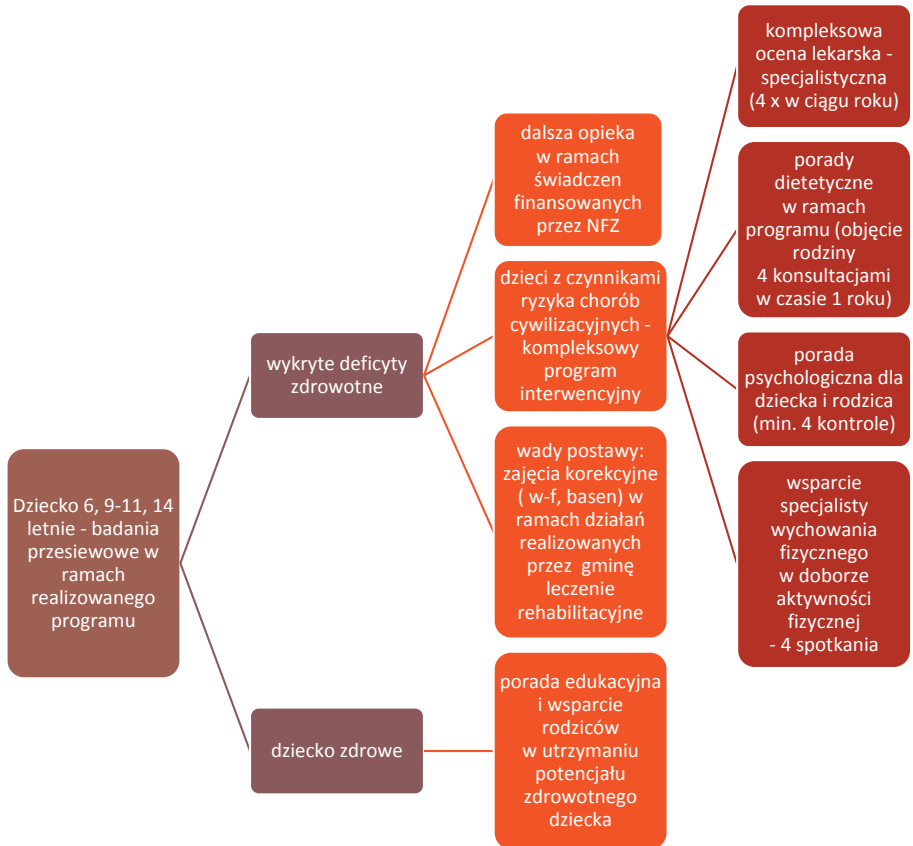 Dziecko 6, 9-11, 14
letnie - badania
przesiewowe w
ramach
realizowanego
programu
wykryte deficyty
zdrowotne
dziecko zdrowe
dalsza opieka
w ramach
świadczen
finansowanych
przez NFZ
dzieci z czynnikami
ryzyka chorób
cywilizacyjnych -
kompleksowy
program
interwencyjny
wady postawy:
zajęcia korekcyjne
( w-f, basen) w
ramach działań
realizowanych
przez gminę
leczenie
rehabilitacyjne
porada edukacyjna
i wsparcie
rodziców
w utrzymaniu
potencjału
zdrowotnego
dziecka
kompleksowa
ocena lekarska -
specjalistyczna
(4 x w ciągu roku)
porady
dietetyczne
w ramach
programu (objęcie
rodziny
4 konsultacjami
w czasie 1 roku)
porada
psychologiczna dla
dziecka i rodzica
(min. 4 kontrole)
wsparcie
specjalisty
wychowania
fizycznego
w doborze
aktywności
fizycznej
- 4 spotkania